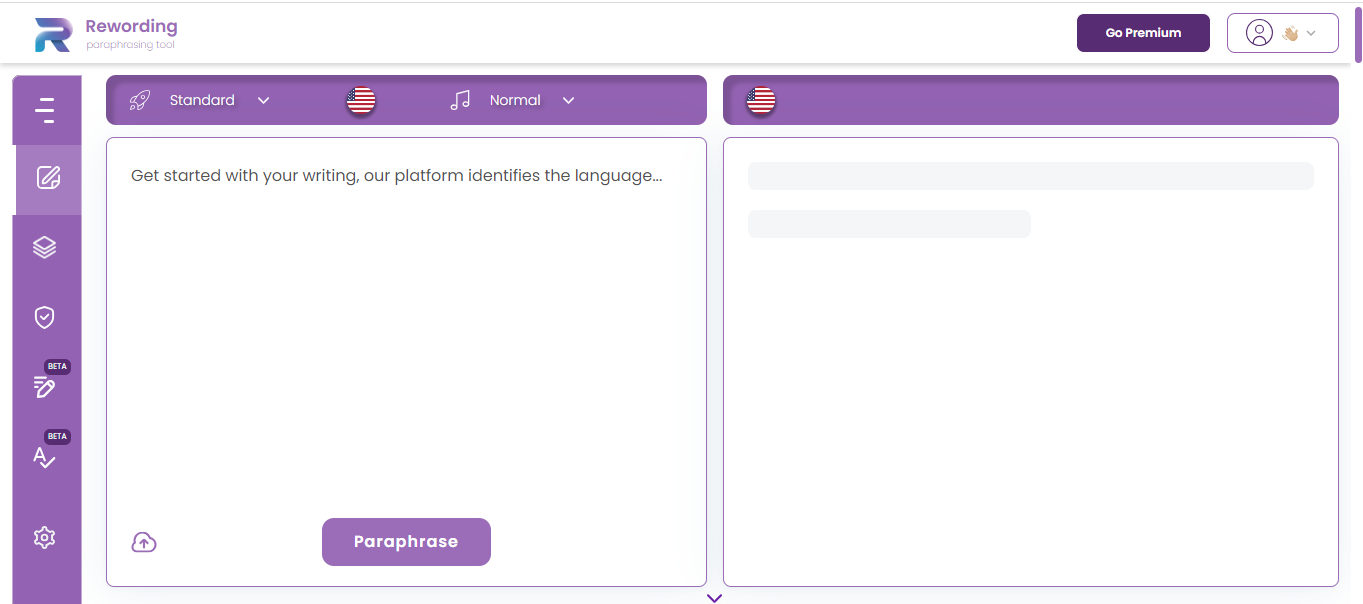 Rewording
paraphrasing tool
Go Premium
Standard
Normal
Get started with your writing, our platform identifies the language...
BETA
BETA
Paraphrase